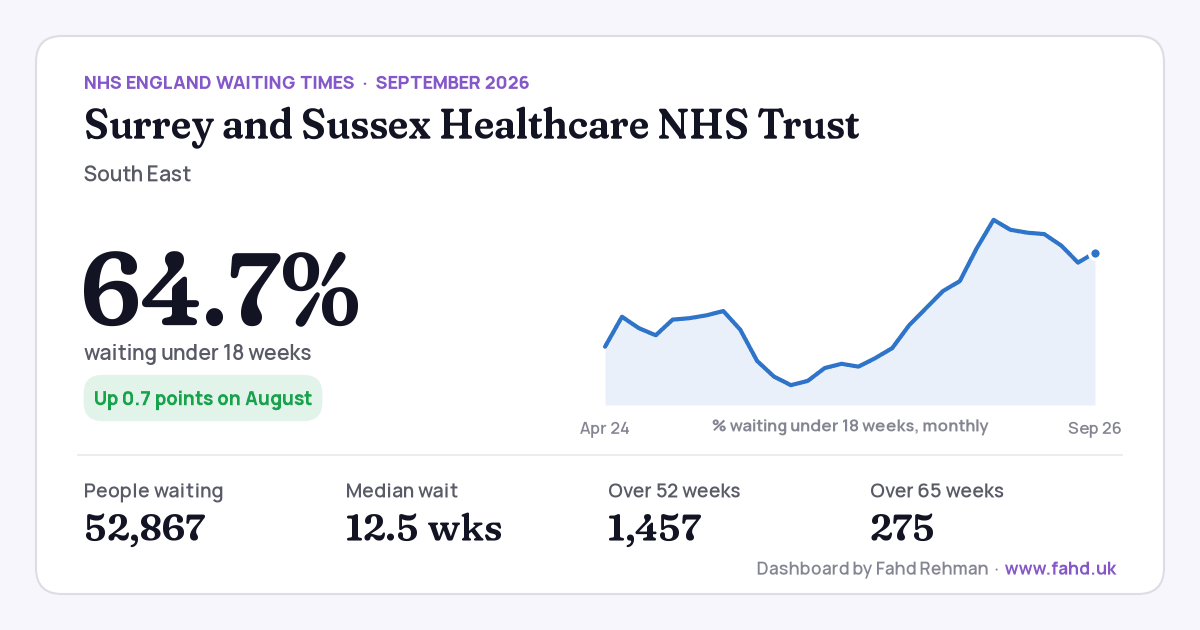 NHS ENGLAND WAITING TIMES · SEPTEMBER 2026
Surrey and Sussex Healthcare NHS Trust
South East
64.7%
waiting under 18 weeks
Up 0.7 points on August
Apr 24
% waiting under 18 weeks, monthly
Sep 26
People waiting
52,867
Median wait
12.5 wks
Over 52 weeks
1,457
Over 65 weeks
275
Dashboard by Fahd Rehman · www.fahd.uk